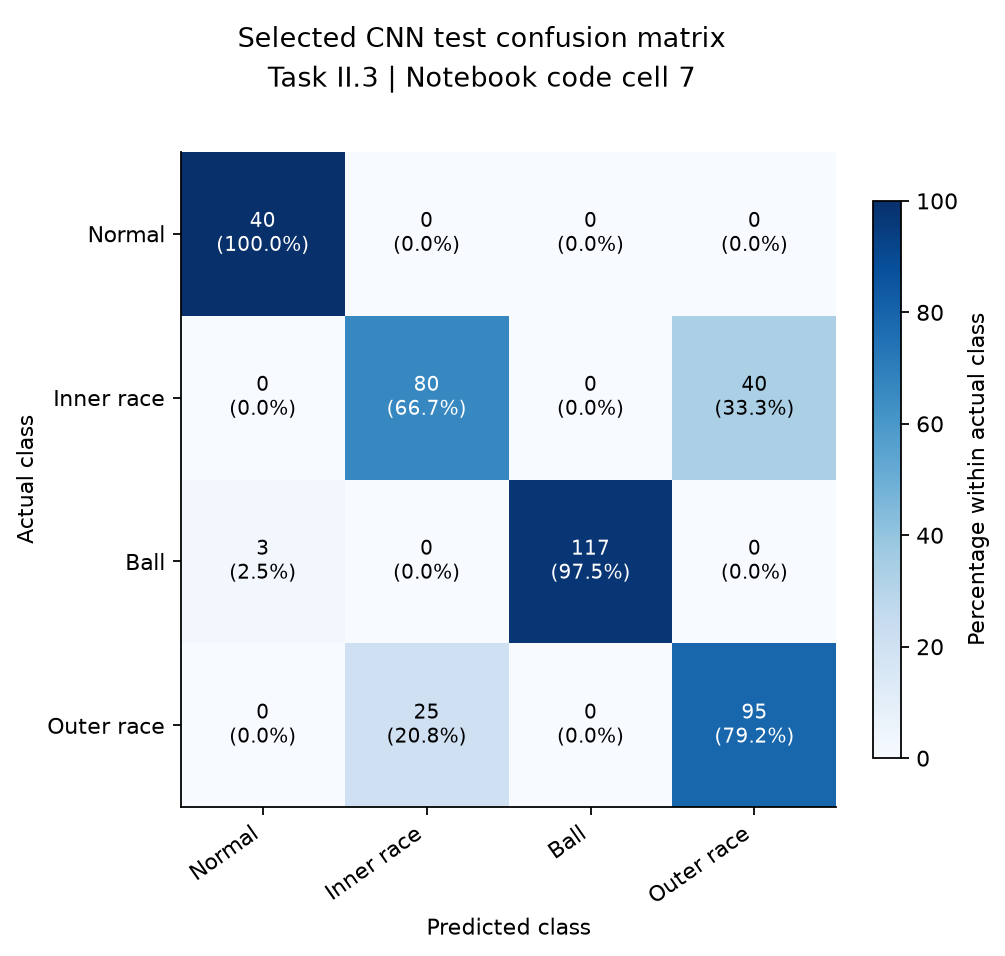 Selected CNN test confusion matrix
Task II.3 | Notebook code cell 7
Normal
40
(100.0%)
0
(0.0%)
0
(0.0%)
0
(0.0%)
Inner race
0
(0.0%)
80
(66.7%)
0
(0.0%)
40
(33.3%)
Ball
3
(2.5%)
0
(0.0%)
117
(97.5%)
0
(0.0%)
Outer race
0
(0.0%)
25
(20.8%)
0
(0.0%)
95
(79.2%)
Actual class
Normal
Inner race
Ball
Outer race
Predicted class
100
80
60
40
20
0
Percentage within actual class